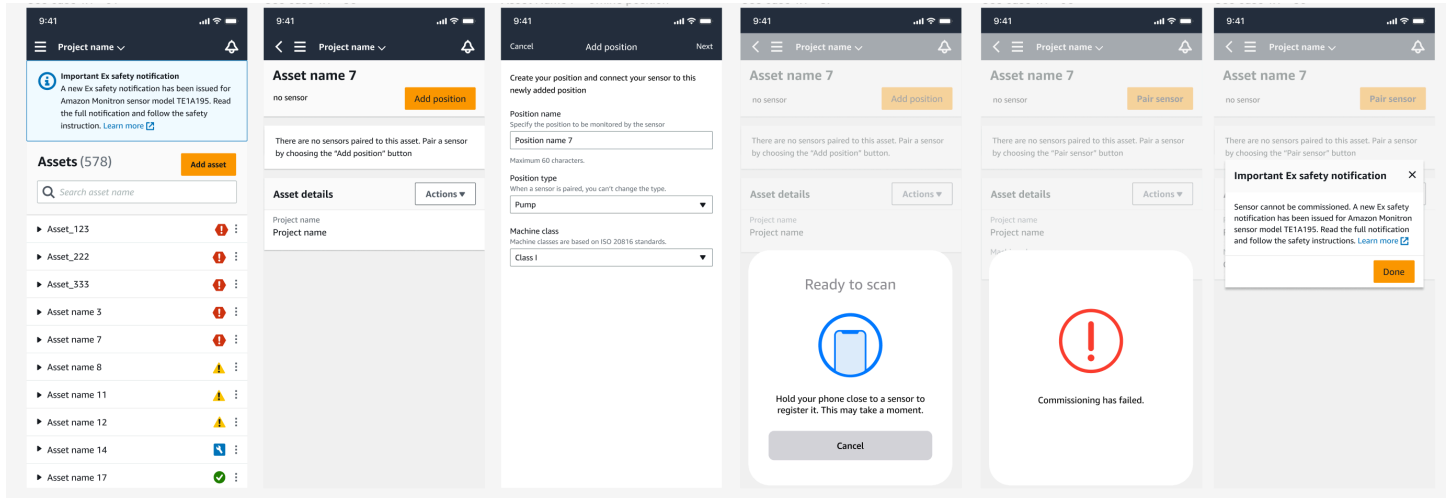 9:41
Project name
Important Ex safety notification
A new Ex safety notification has been issued for
Amazon Monitron sensor model TE1A195. Read
the full notification and follow the safety
instruction. Learn more
Assets (578)
Add asset
Search asset name
Asset_123
Asset_222
Asset_333
Asset name 3
Asset name 7
Asset name 8
Asset name 11
Asset name 12
Asset name 14
Asset name 17
9:41
Project name
Asset name 7
no sensor
Add position
There are no sensors paired to this asset. Pair a sensor
by choosing the "Add position" button
Asset details
Actions
Project name
Project name
9:41
Cancel
Add position
Next
Create your position and connect your sensor to this
newly added position
Position name
Specify the position to be monitored by the sensor
Position name 7
Maximum 60 characters.
Position type
When a sensor is paired, you can't change the type.
Pump
Machine class
Machine classes are based on ISO 20816 standards.
Class I
9:41
Project name
Asset name 7
no sensor
Add position
There are no sensors paired to this asset. Pair a sensor
by choosing the "Add position" button.
Asset details
Actions
Project name
Project name
Ready to scan
Hold your phone close to a sensor to
register it. This may take a moment.
Cancel
9:41
Project name
Asset name 7
no sensor
Pair sensor
There are no sensors paired to this asset. Pair a sensor
by choosing the "Pair sensor" button
Asset details
Actions
Project name
Project name
Commissioning has failed.
9:41
Project name
Asset name 7
no sensor
Pair sensor
There are no sensors paired to this asset. Pair a sensor
by choosing the "Pair sensor" button
Important Ex safety notification
Sensor cannot be commissioned. A new Ex safety
notification has been issued for Amazon Monitron
sensor model TE1A195. Read the full notification
and follow the safety instructions. Learn more
Done